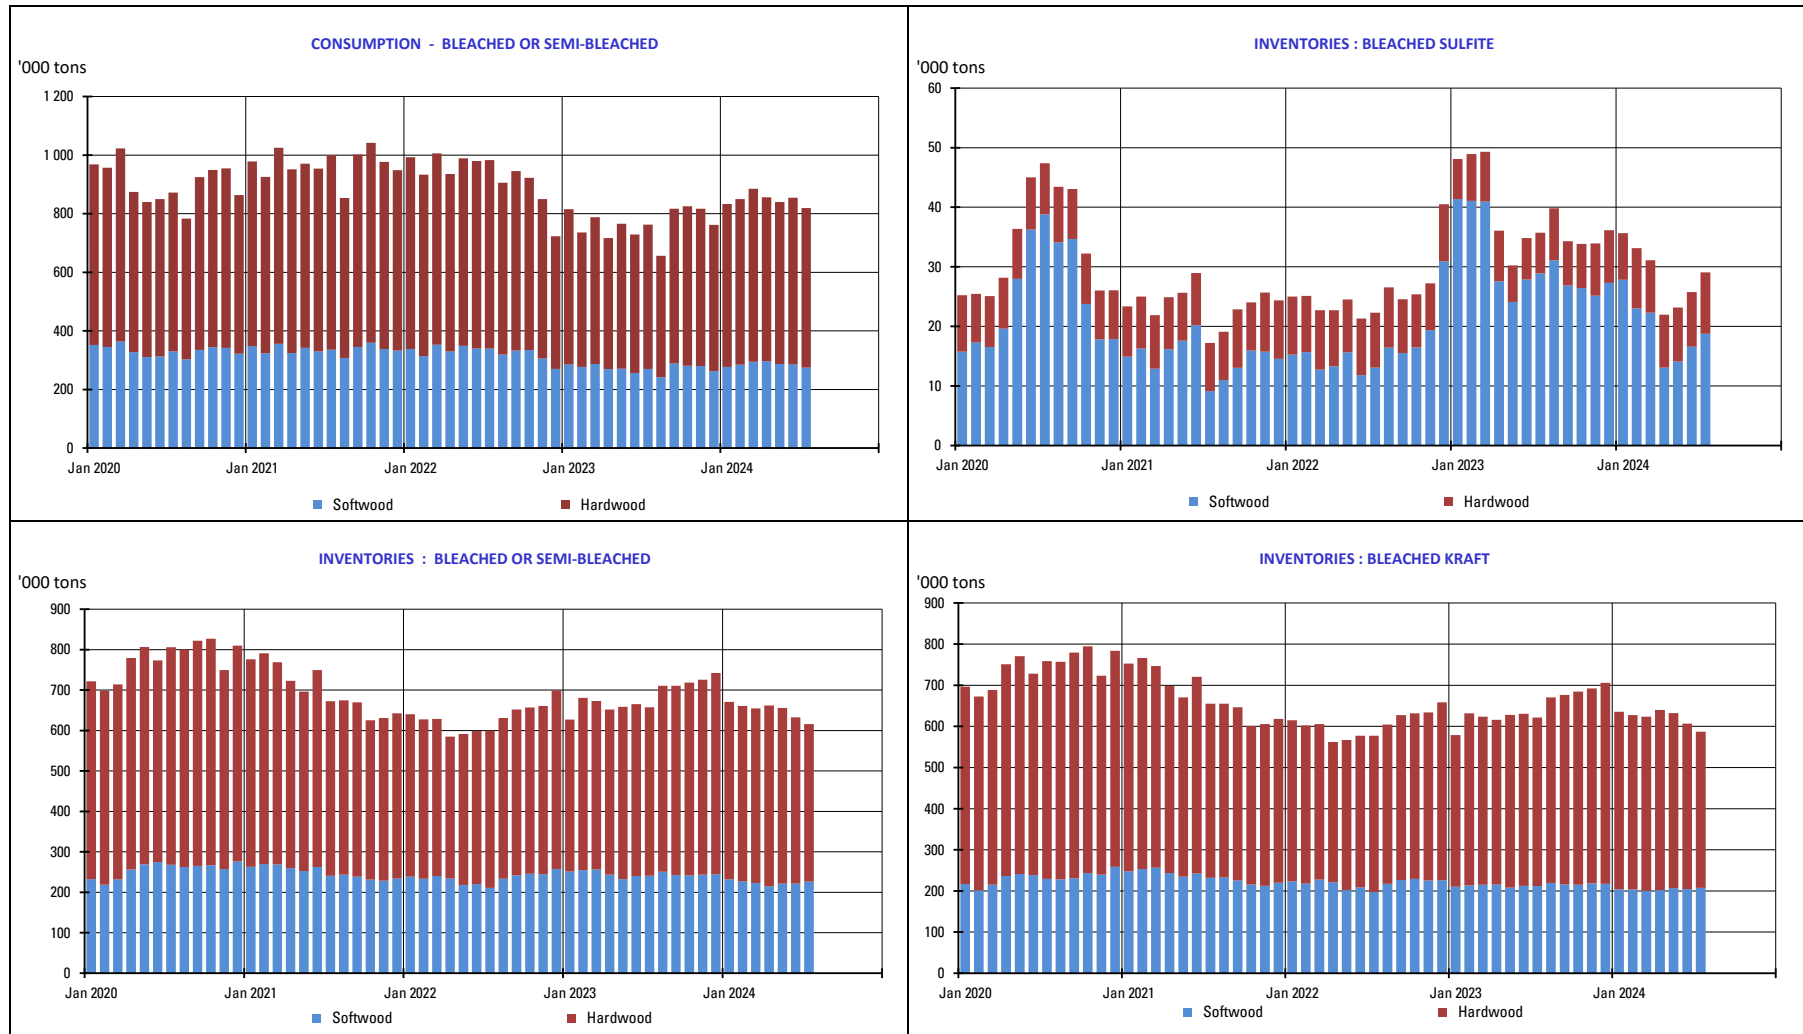 CONSUMPTION - BLEACHED OR SEMI-BLEACHED
'000 tons
1 200
1 000
800
600
400
200
0
Jan 2020 Jan 2021 Jan 2022 Jan 2023 Jan 2024
Softwood Hardwood
INVENTORIES : BLEACHED SULFITE
'000 tons
60
50
40
30
20
10
0
Jan 2020 Jan 2021 Jan 2022 Jan 2023 Jan 2024
Softwood Hardwood
INVENTORIES : BLEACHED OR SEMI-BLEACHED
'000 tons
900
800
700
600
500
400
300
200
100
0
Jan 2020 Jan 2021 Jan 2022 Jan 2023 Jan 2024
Softwood Hardwood
INVENTORIES : BLEACHED KRAFT
'000 tons
900
800
700
600
500
400
300
200
100
0
Jan 2020 Jan 2021 Jan 2022 Jan 2023 Jan 2024
Softwood Hardwood